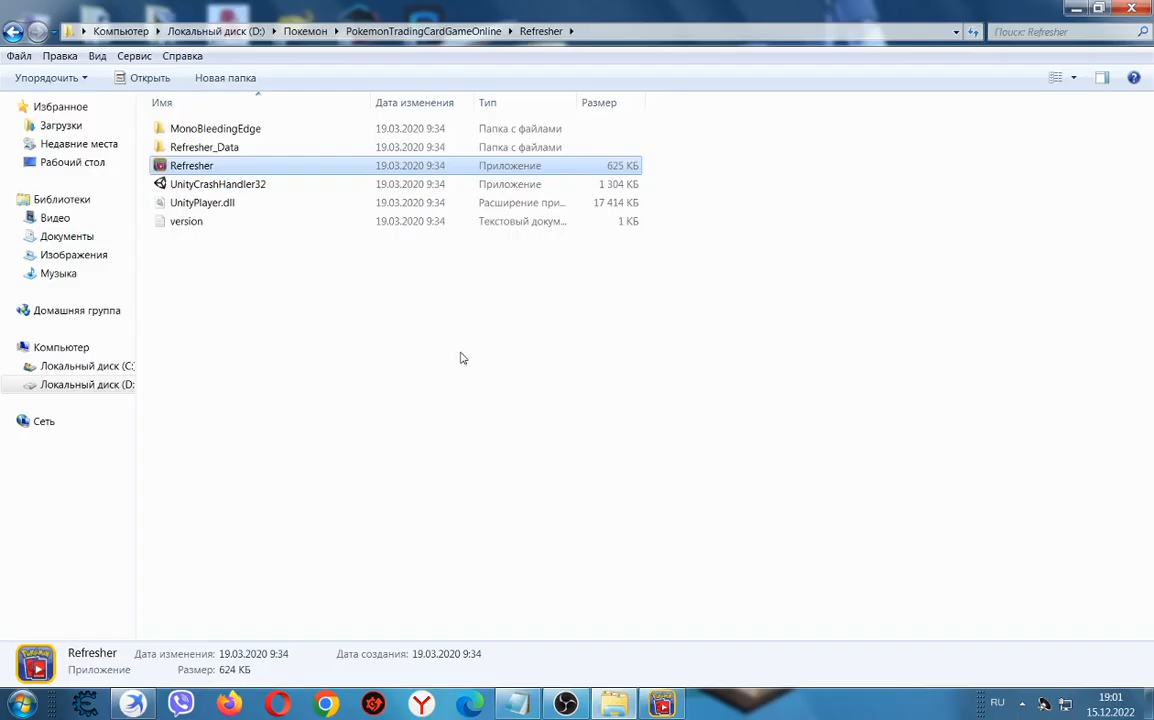 Компьютер Локальный диск (D:) Покемон PokemonTradingCardGameOnline Refresher Поиск: Refresher
Файл Правка Вид Сервис Справка
Упорядочить Открыть Новая папка
Имя Дата изменения Тип Размер
MonoBleedingEdge 19.03.2020 9:34 Папка с файлами
Refresher_Data 19.03.2020 9:34 Папка с файлами
Refresher 19.03.2020 9:34 Приложение 625 КБ
UnityCrashHandler32 19.03.2020 9:34 Приложение 1 304 КБ
UnityPlayer.dll 19.03.2020 9:34 Расширение при... 17 414 КБ
version 19.03.2020 9:34 Текстовый докум... 1 КБ
Избранное
Загрузки
Недавние места
Рабочий стол
Библиотеки
Видео
Документы
Изображения
Музыка
Домашняя группа
Компьютер
Локальный диск (C:)
Локальный диск (D:
Сеть
Refresher Дата изменения: 19.03.2020 9:34 Дата создания: 19.03.2020 9:34
Приложение Размер: 624 КБ
RU 19:01
15.12.2022